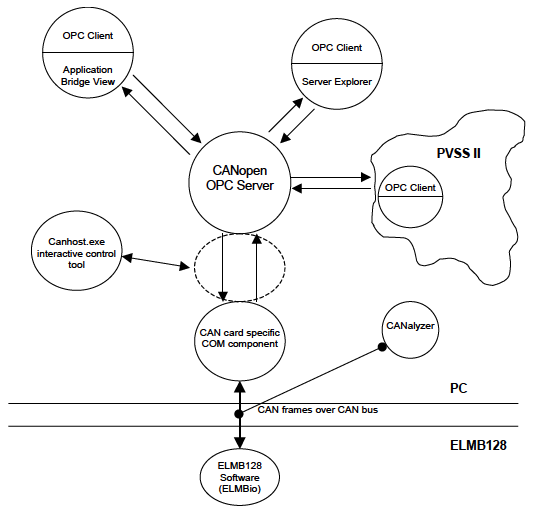 OPC Client
Application
Bridge View
OPC Client
Server Explorer
CANopen
OPC Server
PVSS II
OPC Client
Canhost.exe
interactive control
tool
CAN card specific
COM component
CANalyzer
PC
CAN frames over CAN bus
ELMB128
ELMB128
Software
(ELMBio)